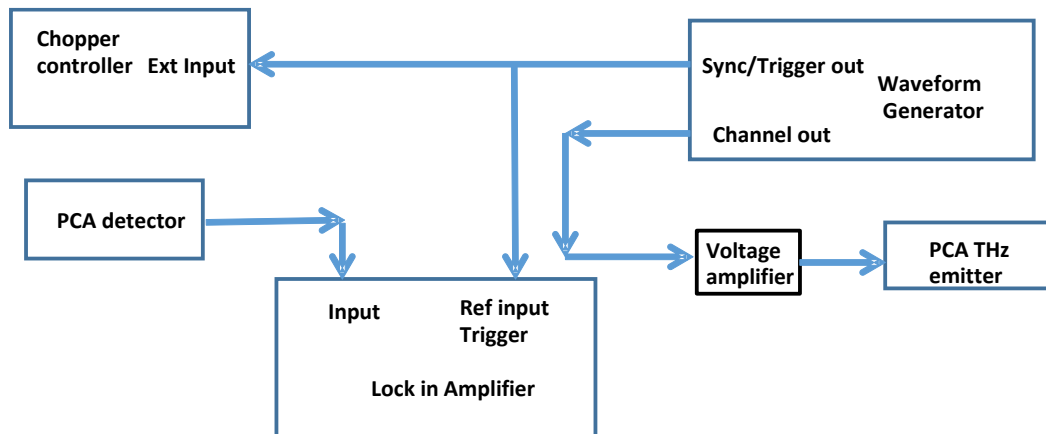 Chopper
controller Ext Input
Sync/Trigger out
Waveform
Generator
Channel out
PCA detector
Voltage
amplifier
PCA THz
emitter
Input
Ref input
Trigger
Lock in Amplifier